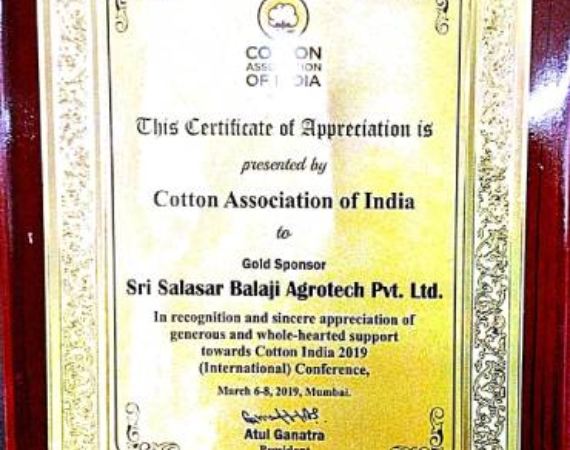 COTTON
ASSOCIATION
OF INDIA
This Certificate of Appreciation is
presented by
Cotton Association of India
to
Gold Sponsor
Sri Salasar Balaji Agrotech Pvt. Ltd.
In recognition and sincere appreciation of
generous and whole-hearted support
towards Cotton India 2019
(International) Conference,
March 6-8, 2019, Mumbai.
Atul Ganatra
President